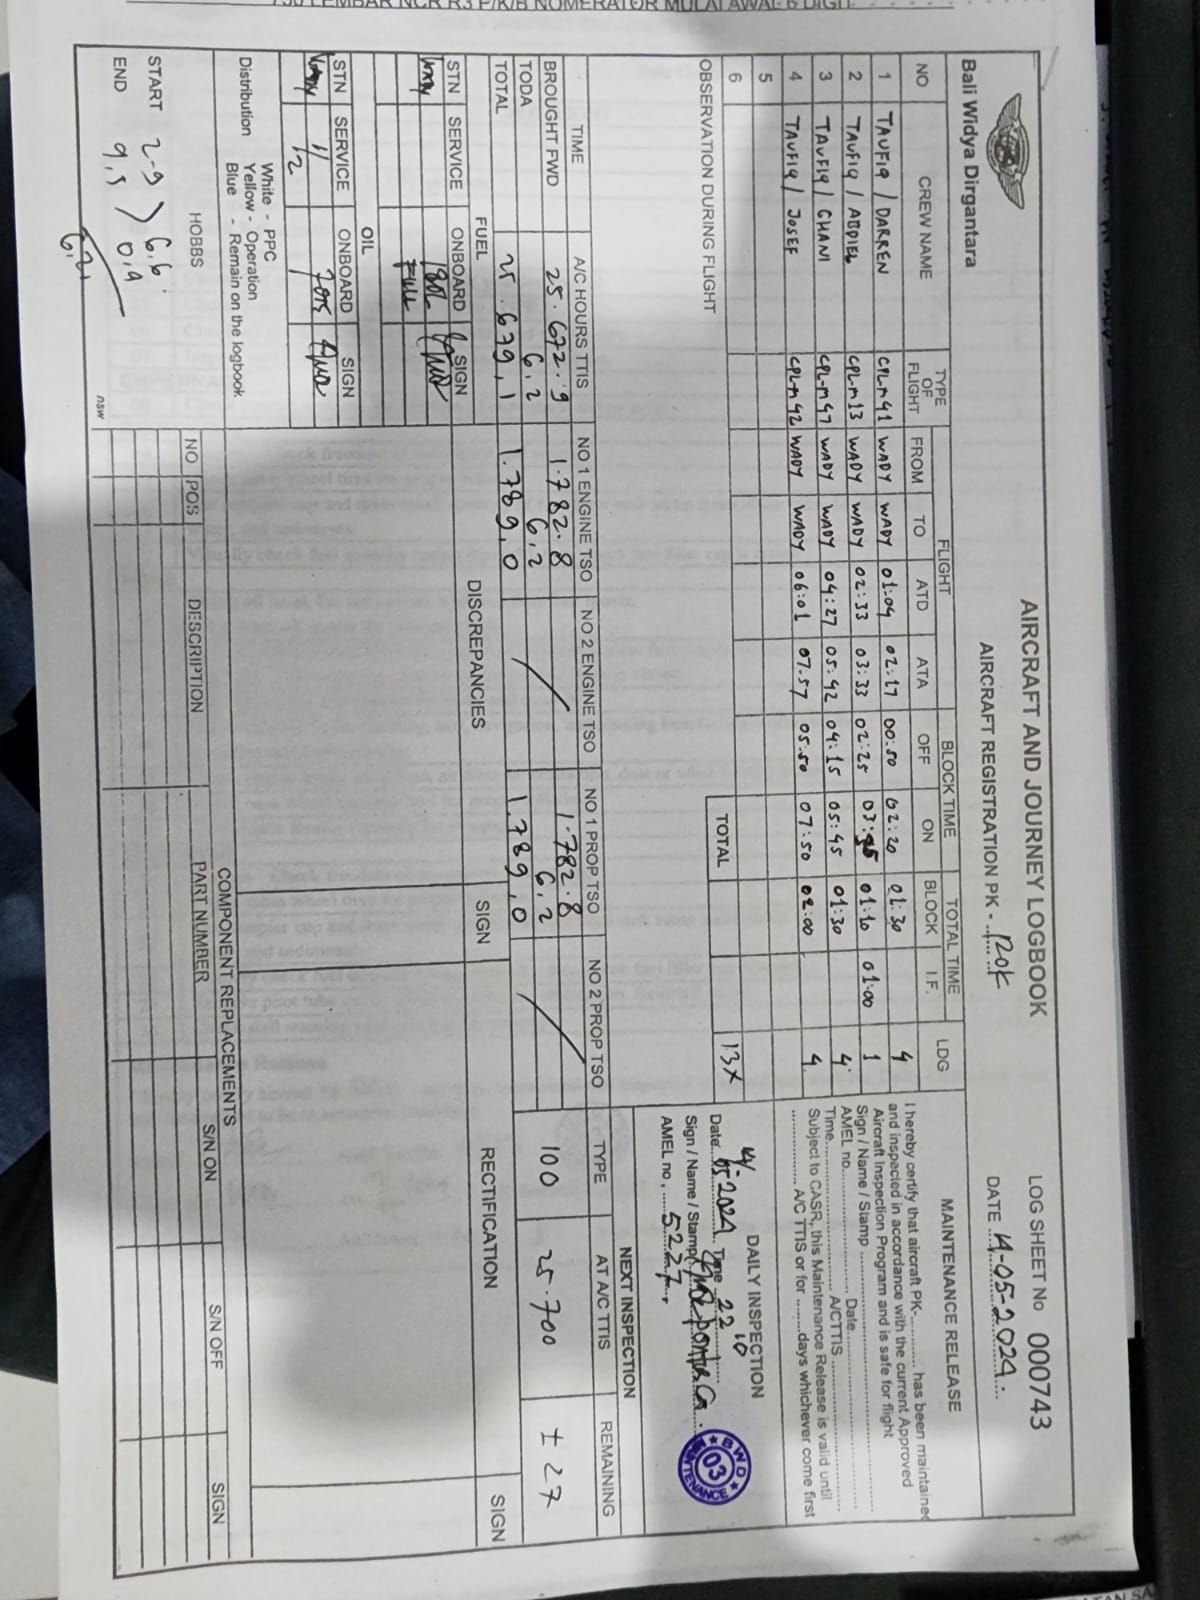 AIRCRAFT AND JOURNEY LOGBOOK
LOG SHEET No 000743
Bali Widya Dirgantara
AIRCRAFT REGISTRATION PK -
DATE 14-05-2024
NO CREW NAME TYPE OF FLIGHT FLIGHT BLOCK TIME TOTAL TIME LDG
FROM TO ATD ATA OFF ON BLOCK I.F.
1 TAUFIQ / DARREN CPL-M41 WADY WADY 01:04 02:17 00:50 02:20 01:30 4
2 TAUFIQ / ABDIEL CPL-M13 WADY WADY 02:33 03:33 02:25 01:10 01:00 1
3 TAUFIQ / GHANI CPL-M47 WADY WADY 04:27 05:42 04:15 05:45 01:30 4
4 TAUFIQ / JOSEF CPL-M42 WADY WADY 06:01 07:57 05:50 07:50 02:00 4
5
6
TOTAL 13X
MAINTENANCE RELEASE
I hereby certify that aircraft PK-............ has been maintained
and inspected in accordance with the current Approved
Aircraft Inspection Program and is safe for flight
Sign / Name / Stamp
AMEL no. Date
Time A/CTTIS
Subject to CASR, this Maintenance Release is valid until
A/C TTIS or for ........days whichever come first
OBSERVATION DURING FLIGHT
DAILY INSPECTION
Date 14/-05-2024 Time 22 10
Sign / Name / Stamp
AMEL no. 5227
BWD 03 MAINTENANCE
TIME A/C HOURS TTIS NO 1 ENGINE TSO NO 2 ENGINE TSO NO 1 PROP TSO NO 2 PROP TSO
BROUGHT FWD 25.672.9 1.782.8 1.782.8
TODA 6,2 6,2 6,2
TOTAL 25.679,1 1.789,0 1.789,0
NEXT INSPECTION
TYPE AT A/C TTIS REMAINING
100 25.700 ± 27
FUEL
STN SERVICE ONBOARD SIGN
180L
FULL
OIL
STN SERVICE ONBOARD SIGN
1/2
DISCREPANCIES SIGN RECTIFICATION SIGN
Distribution White - PPC
Yellow - Operation
Blue - Remain on the logbook
HOBBS
START 2-9 6,6
END 9,5 0,4
6,2
nsw
COMPONENT REPLACEMENTS
NO POS DESCRIPTION PART NUMBER S/N ON S/N OFF SIGN